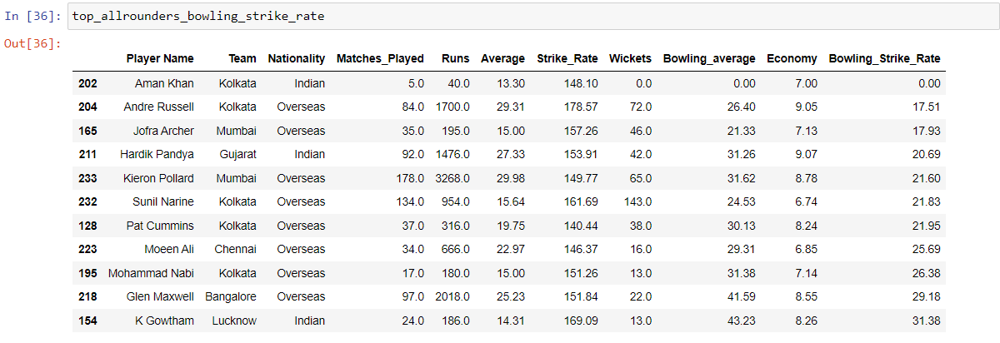 In [36]: top_allrounders_bowling_strike_rate
Out[36]:
Player Name Team Nationality Matches_Played Runs Average Strike_Rate Wickets Bowling_average Economy Bowling_Strike_Rate
202 Aman Khan Kolkata Indian 5.0 40.0 13.30 148.10 0.0 0.00 7.00 0.00
204 Andre Russell Kolkata Overseas 84.0 1700.0 29.31 178.57 72.0 26.40 9.05 17.51
165 Jofra Archer Mumbai Overseas 35.0 195.0 15.00 157.26 46.0 21.33 7.13 17.93
211 Hardik Pandya Gujarat Indian 92.0 1476.0 27.33 153.91 42.0 31.26 9.07 20.69
233 Kieron Pollard Mumbai Overseas 178.0 3268.0 29.98 149.77 65.0 31.62 8.78 21.60
232 Sunil Narine Kolkata Overseas 134.0 954.0 15.64 161.69 143.0 24.53 6.74 21.83
128 Pat Cummins Kolkata Overseas 37.0 316.0 19.75 140.44 38.0 30.13 8.24 21.95
223 Moeen Ali Chennai Overseas 34.0 666.0 22.97 146.37 16.0 29.31 6.85 25.69
195 Mohammad Nabi Kolkata Overseas 17.0 180.0 15.00 151.26 13.0 31.38 7.14 26.38
218 Glen Maxwell Bangalore Overseas 97.0 2018.0 25.23 151.84 22.0 41.59 8.55 29.18
154 K Gowtham Lucknow Indian 24.0 186.0 14.31 169.09 13.0 43.23 8.26 31.38